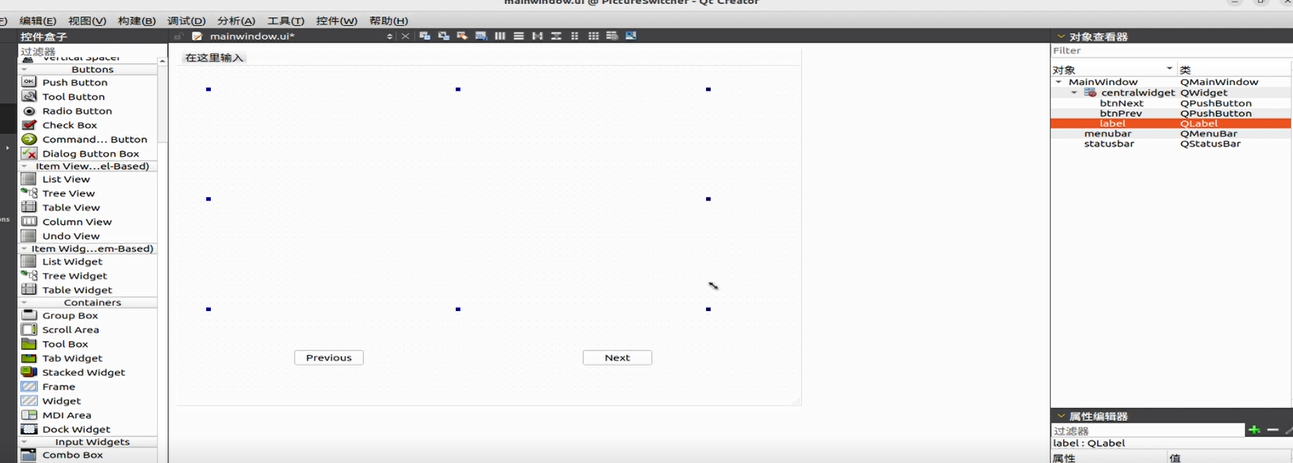 mainwindow.ui @ PictureSwitcher - Qt Creator
F) 编辑(E) 视图(V) 构建(B) 调试(D) 分析(A) 工具(T) 控件(W) 帮助(H)
控件盒子
mainwindow.ui*
对象查看器
过滤器
Filter
Vertical Spacer
在这里输入
对象 类
Buttons
Push Button
Tool Button
Radio Button
Check Box
Command... Button
Dialog Button Box
Item View...el-Based)
List View
Tree View
Table View
Column View
Undo View
Item Widg...em-Based)
List Widget
Tree Widget
Table Widget
Containers
Group Box
Scroll Area
Tool Box
Tab Widget
Stacked Widget
Frame
Widget
MDI Area
Dock Widget
Input Widgets
Combo Box
ons
OK
Previous Next
MainWindow QMainWindow
centralwidget QWidget
btnNext QPushButton
btnPrev QPushButton
label QLabel
menubar QMenuBar
statusbar QStatusBar
属性编辑器
过滤器
label : QLabel
属性 值